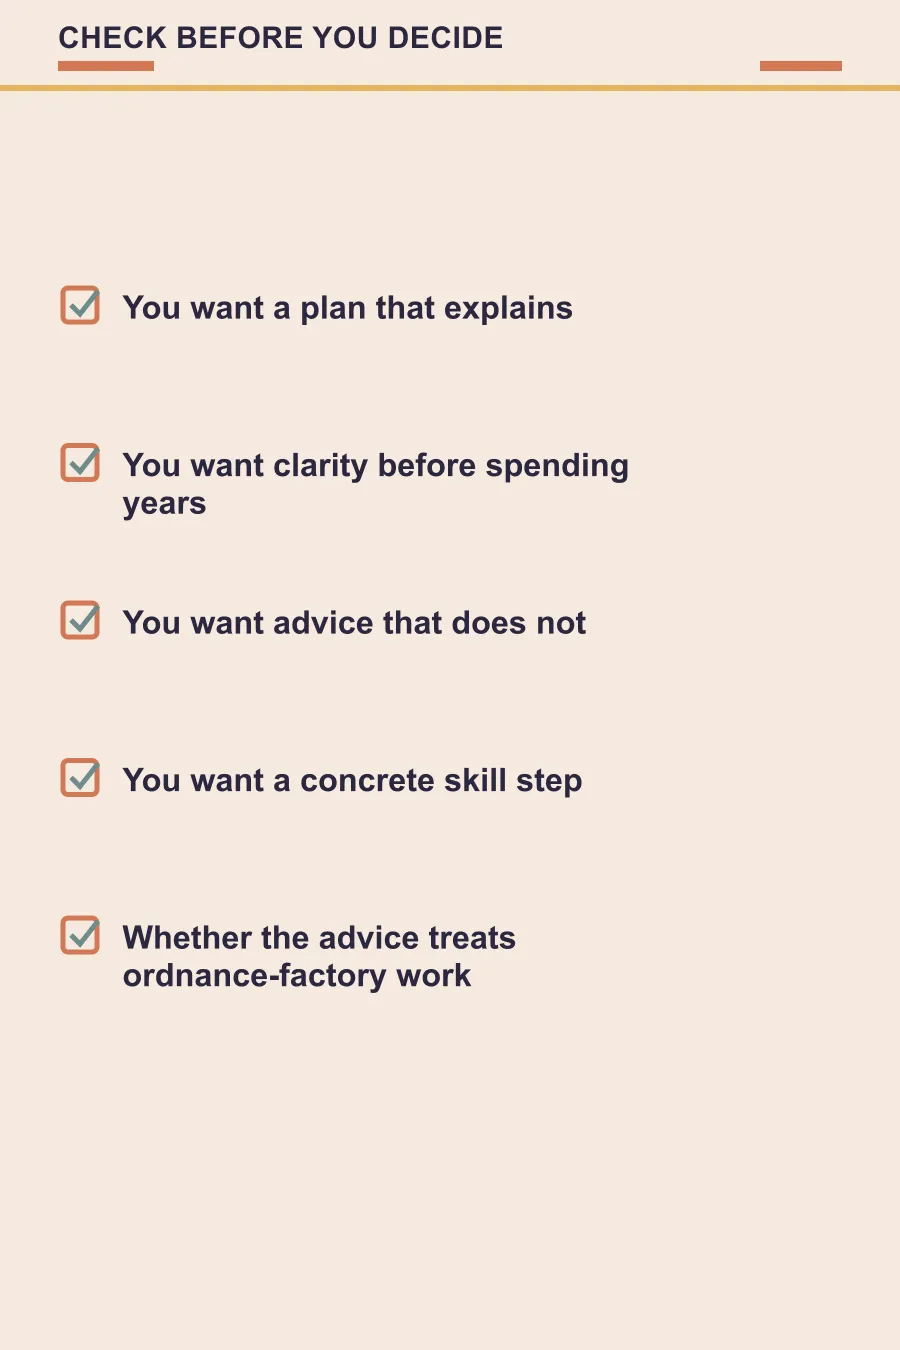 CHECK BEFORE YOU DECIDE
You want a plan that explains
You want clarity before spending
years
You want advice that does not
You want a concrete skill step
Whether the advice treats
ordnance-factory work